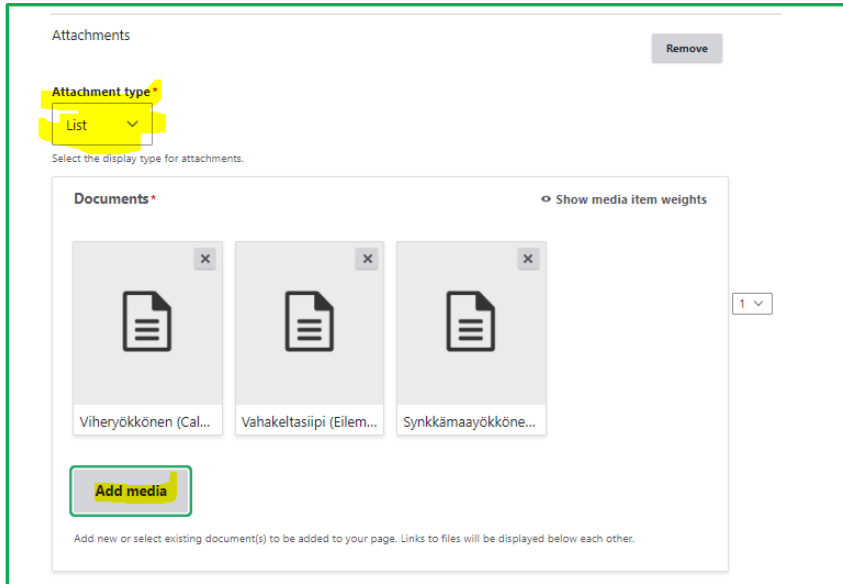 Attachments
Remove
Attachment type*
List
Select the display type for attachments.
Documents*
Show media item weights
1
Viheryökkönen (Cal...
Vahakeltasiipi (Eilem...
Synkkämaayökköne...
Add media
Add new or select existing document(s) to be added to your page. Links to files will be displayed below each other.